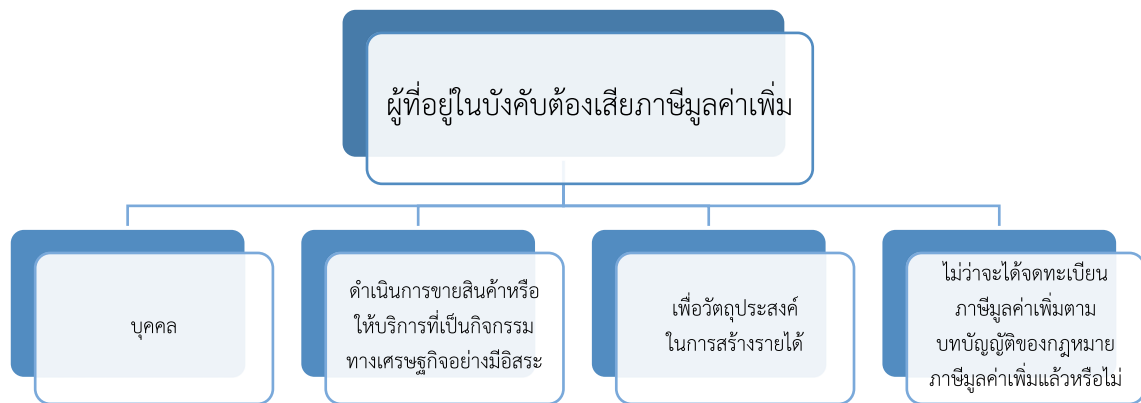 ผู้ที่อยู่ในบังคับต้องเสียภาษีมูลค่าเพิ่ม
บุคคล
ดำเนินการขายสินค้าหรือ
ให้บริการที่เป็นกิจกรรม
ทางเศรษฐกิจอย่างมีอิสระ
เพื่อวัตถุประสงค์
ในการสร้างรายได้
ไม่ว่าจะได้จดทะเบียน
ภาษีมูลค่าเพิ่มตาม
บทบัญญัติของกฎหมาย
ภาษีมูลค่าเพิ่มแล้วหรือไม่